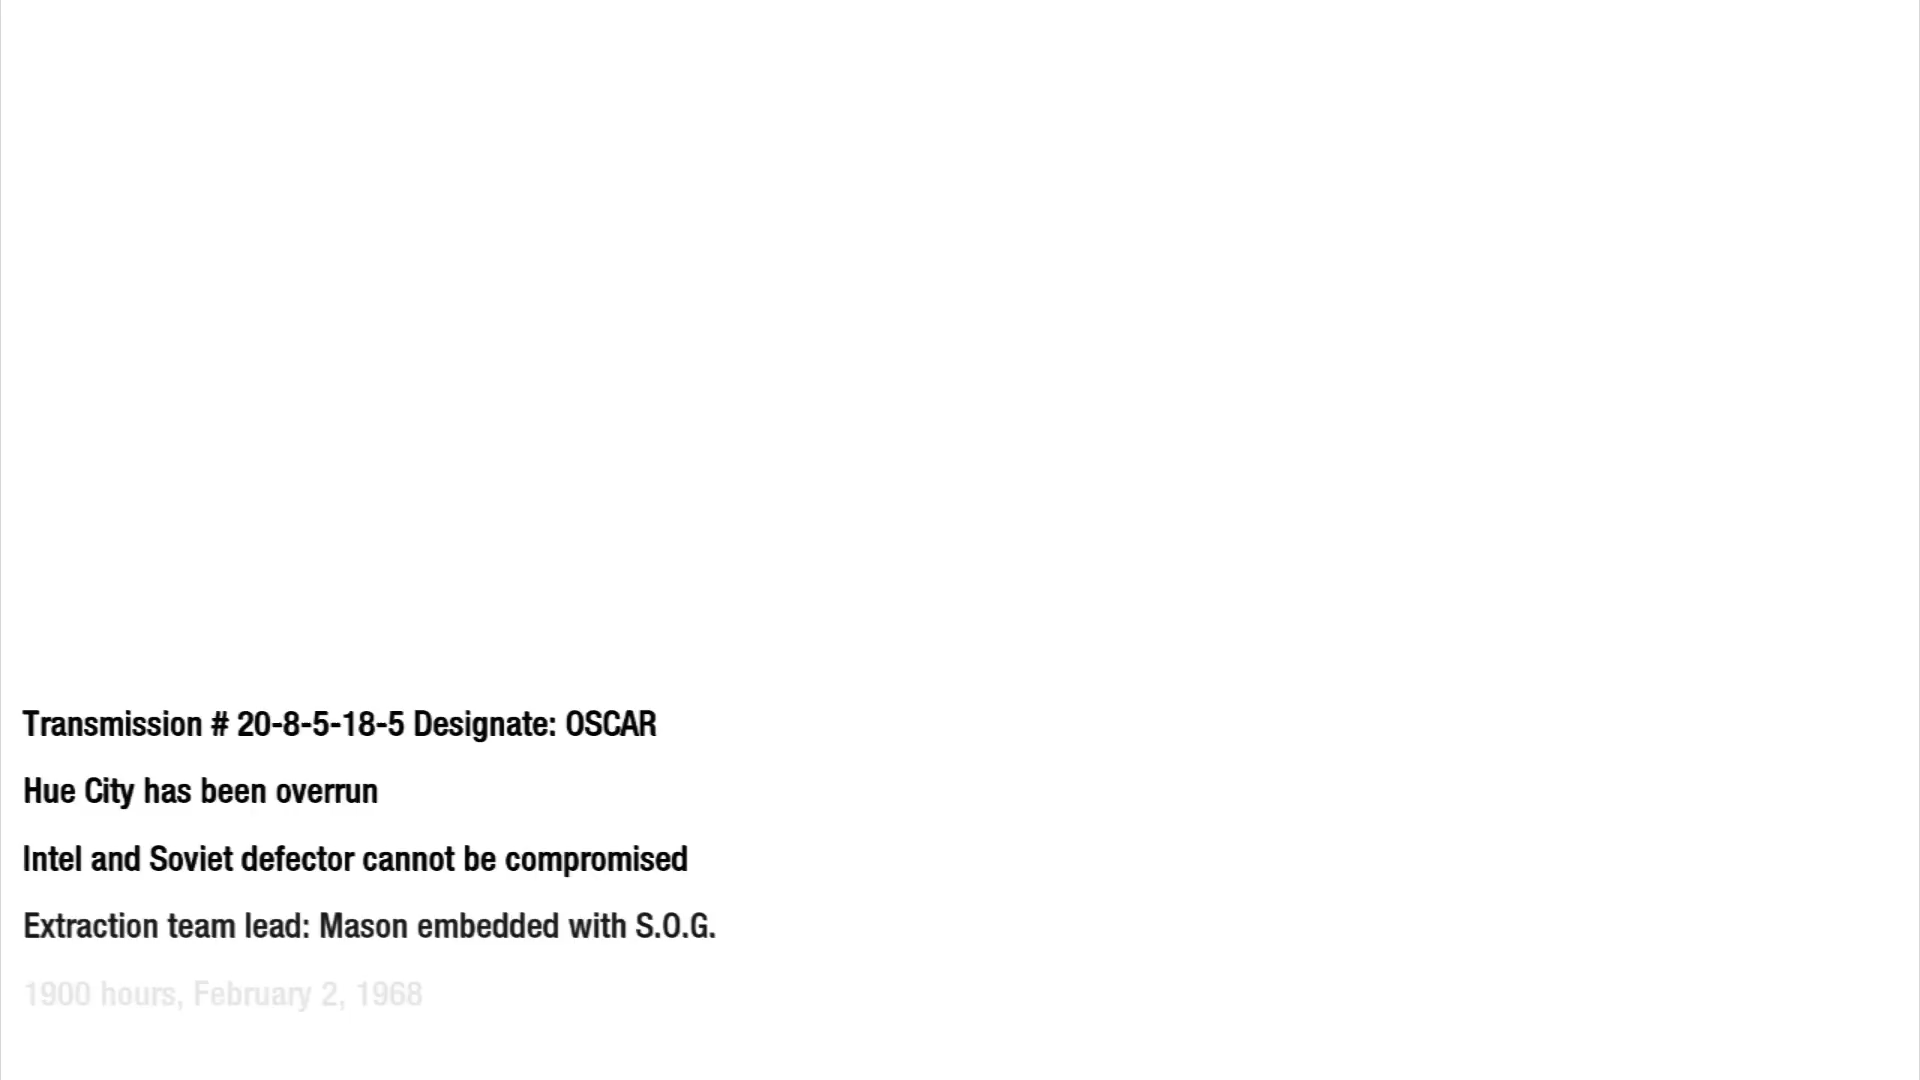 Transmission # 20-8-5-18-5 Designate: OSCAR
Hue City has been overrun
Intel and Soviet defector cannot be compromised
Extraction team lead: Mason embedded with S.O.G.
1900 hours, February 2, 1968